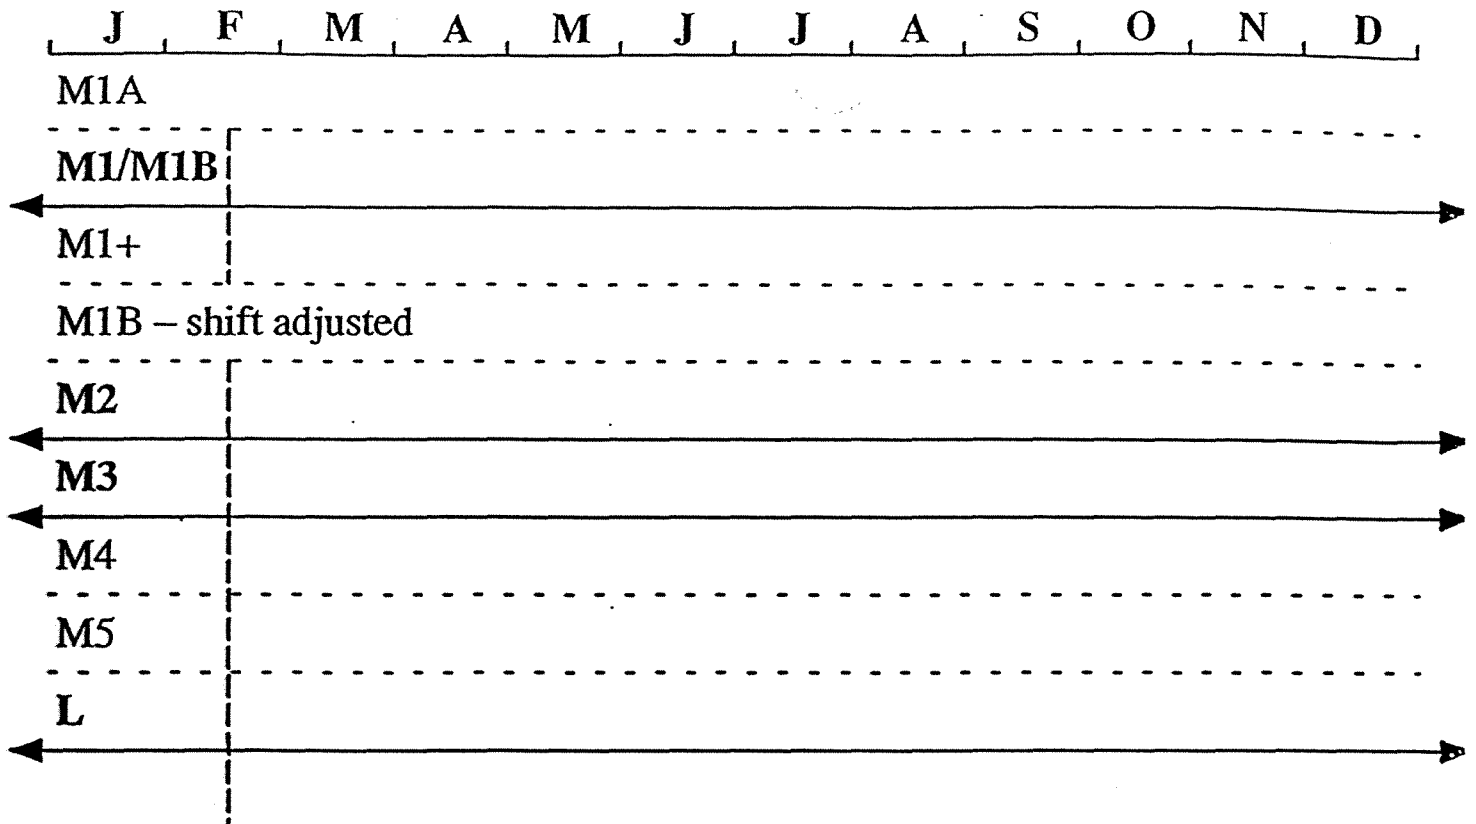 J F M A M J J A S O N D
M1A
M1/M1B
M1+
M1B – shift adjusted
M2
M3
M4
M5
L